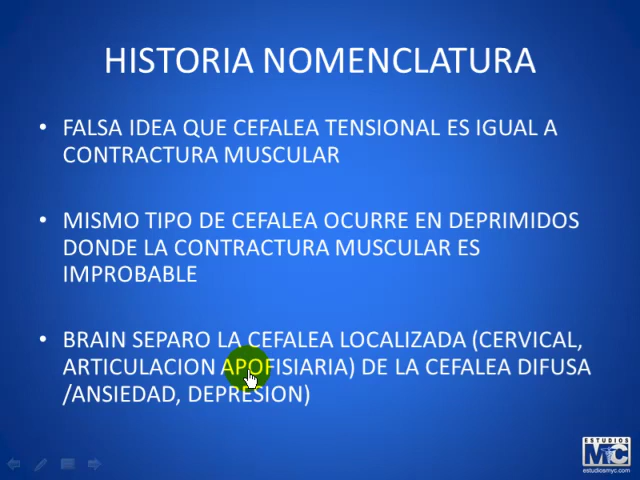 HISTORIA NOMENCLATURA
• FALSA IDEA QUE CEFALEA TENSIONAL ES IGUAL A
CONTRACTURA MUSCULAR
• MISMO TIPO DE CEFALEA OCURRE EN DEPRIMIDOS
DONDE LA CONTRACTURA MUSCULAR ES
IMPROBABLE
• BRAIN SEPARO LA CEFALEA LOCALIZADA (CERVICAL,
ARTICULACION APOFISIARIA) DE LA CEFALEA DIFUSA
/ANSIEDAD, DEPRESION)
ESTUDIOS
MYC
estudiosmyc.com